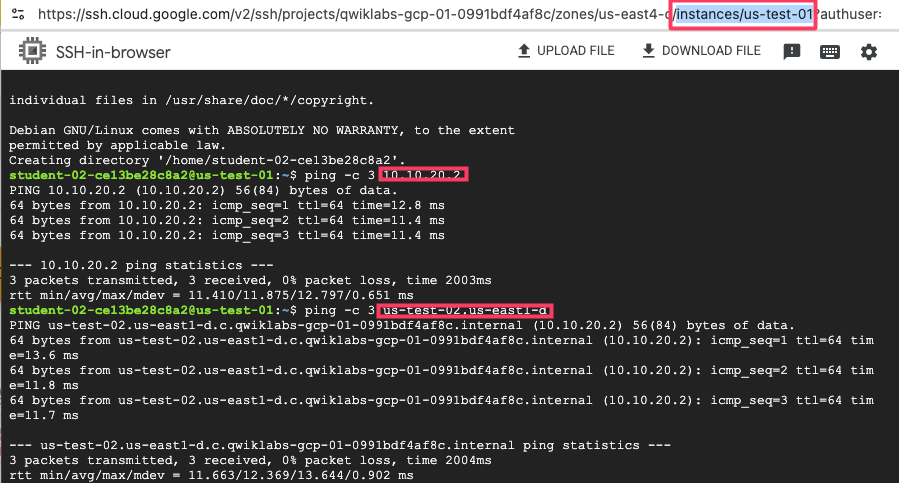 https://ssh.cloud.google.com/v2/ssh/projects/qwiklabs-gcp-01-0991bdf4af8c/zones/us-east4-c/instances/us-test-01?authuser:
SSH-in-browser
UPLOAD FILE
DOWNLOAD FILE
individual files in /usr/share/doc/*/copyright.
Debian GNU/Linux comes with ABSOLUTELY NO WARRANTY, to the extent
permitted by applicable law.
Creating directory '/home/student-02-ce13be28c8a2'.
student-02-ce13be28c8a2@us-test-01:~$ ping -c 3 10.10.20.2
PING 10.10.20.2 (10.10.20.2) 56(84) bytes of data.
64 bytes from 10.10.20.2: icmp_seq=1 ttl=64 time=12.8 ms
64 bytes from 10.10.20.2: icmp_seq=2 ttl=64 time=11.4 ms
64 bytes from 10.10.20.2: icmp_seq=3 ttl=64 time=11.4 ms
--- 10.10.20.2 ping statistics ---
3 packets transmitted, 3 received, 0% packet loss, time 2003ms
rtt min/avg/max/mdev = 11.410/11.875/12.797/0.651 ms
student-02-ce13be28c8a2@us-test-01:~$ ping -c 3 us-test-02.us-east1-d
PING us-test-02.us-east1-d.c.qwiklabs-gcp-01-0991bdf4af8c.internal (10.10.20.2) 56(84) bytes of data.
64 bytes from us-test-02.us-east1-d.c.qwiklabs-gcp-01-0991bdf4af8c.internal (10.10.20.2): icmp_seq=1 ttl=64 tim
e=13.6 ms
64 bytes from us-test-02.us-east1-d.c.qwiklabs-gcp-01-0991bdf4af8c.internal (10.10.20.2): icmp_seq=2 ttl=64 tim
e=11.8 ms
64 bytes from us-test-02.us-east1-d.c.qwiklabs-gcp-01-0991bdf4af8c.internal (10.10.20.2): icmp_seq=3 ttl=64 tim
e=11.7 ms
--- us-test-02.us-east1-d.c.qwiklabs-gcp-01-0991bdf4af8c.internal ping statistics ---
3 packets transmitted, 3 received, 0% packet loss, time 2004ms
rtt min/avg/max/mdev = 11.663/12.369/13.644/0.902 ms